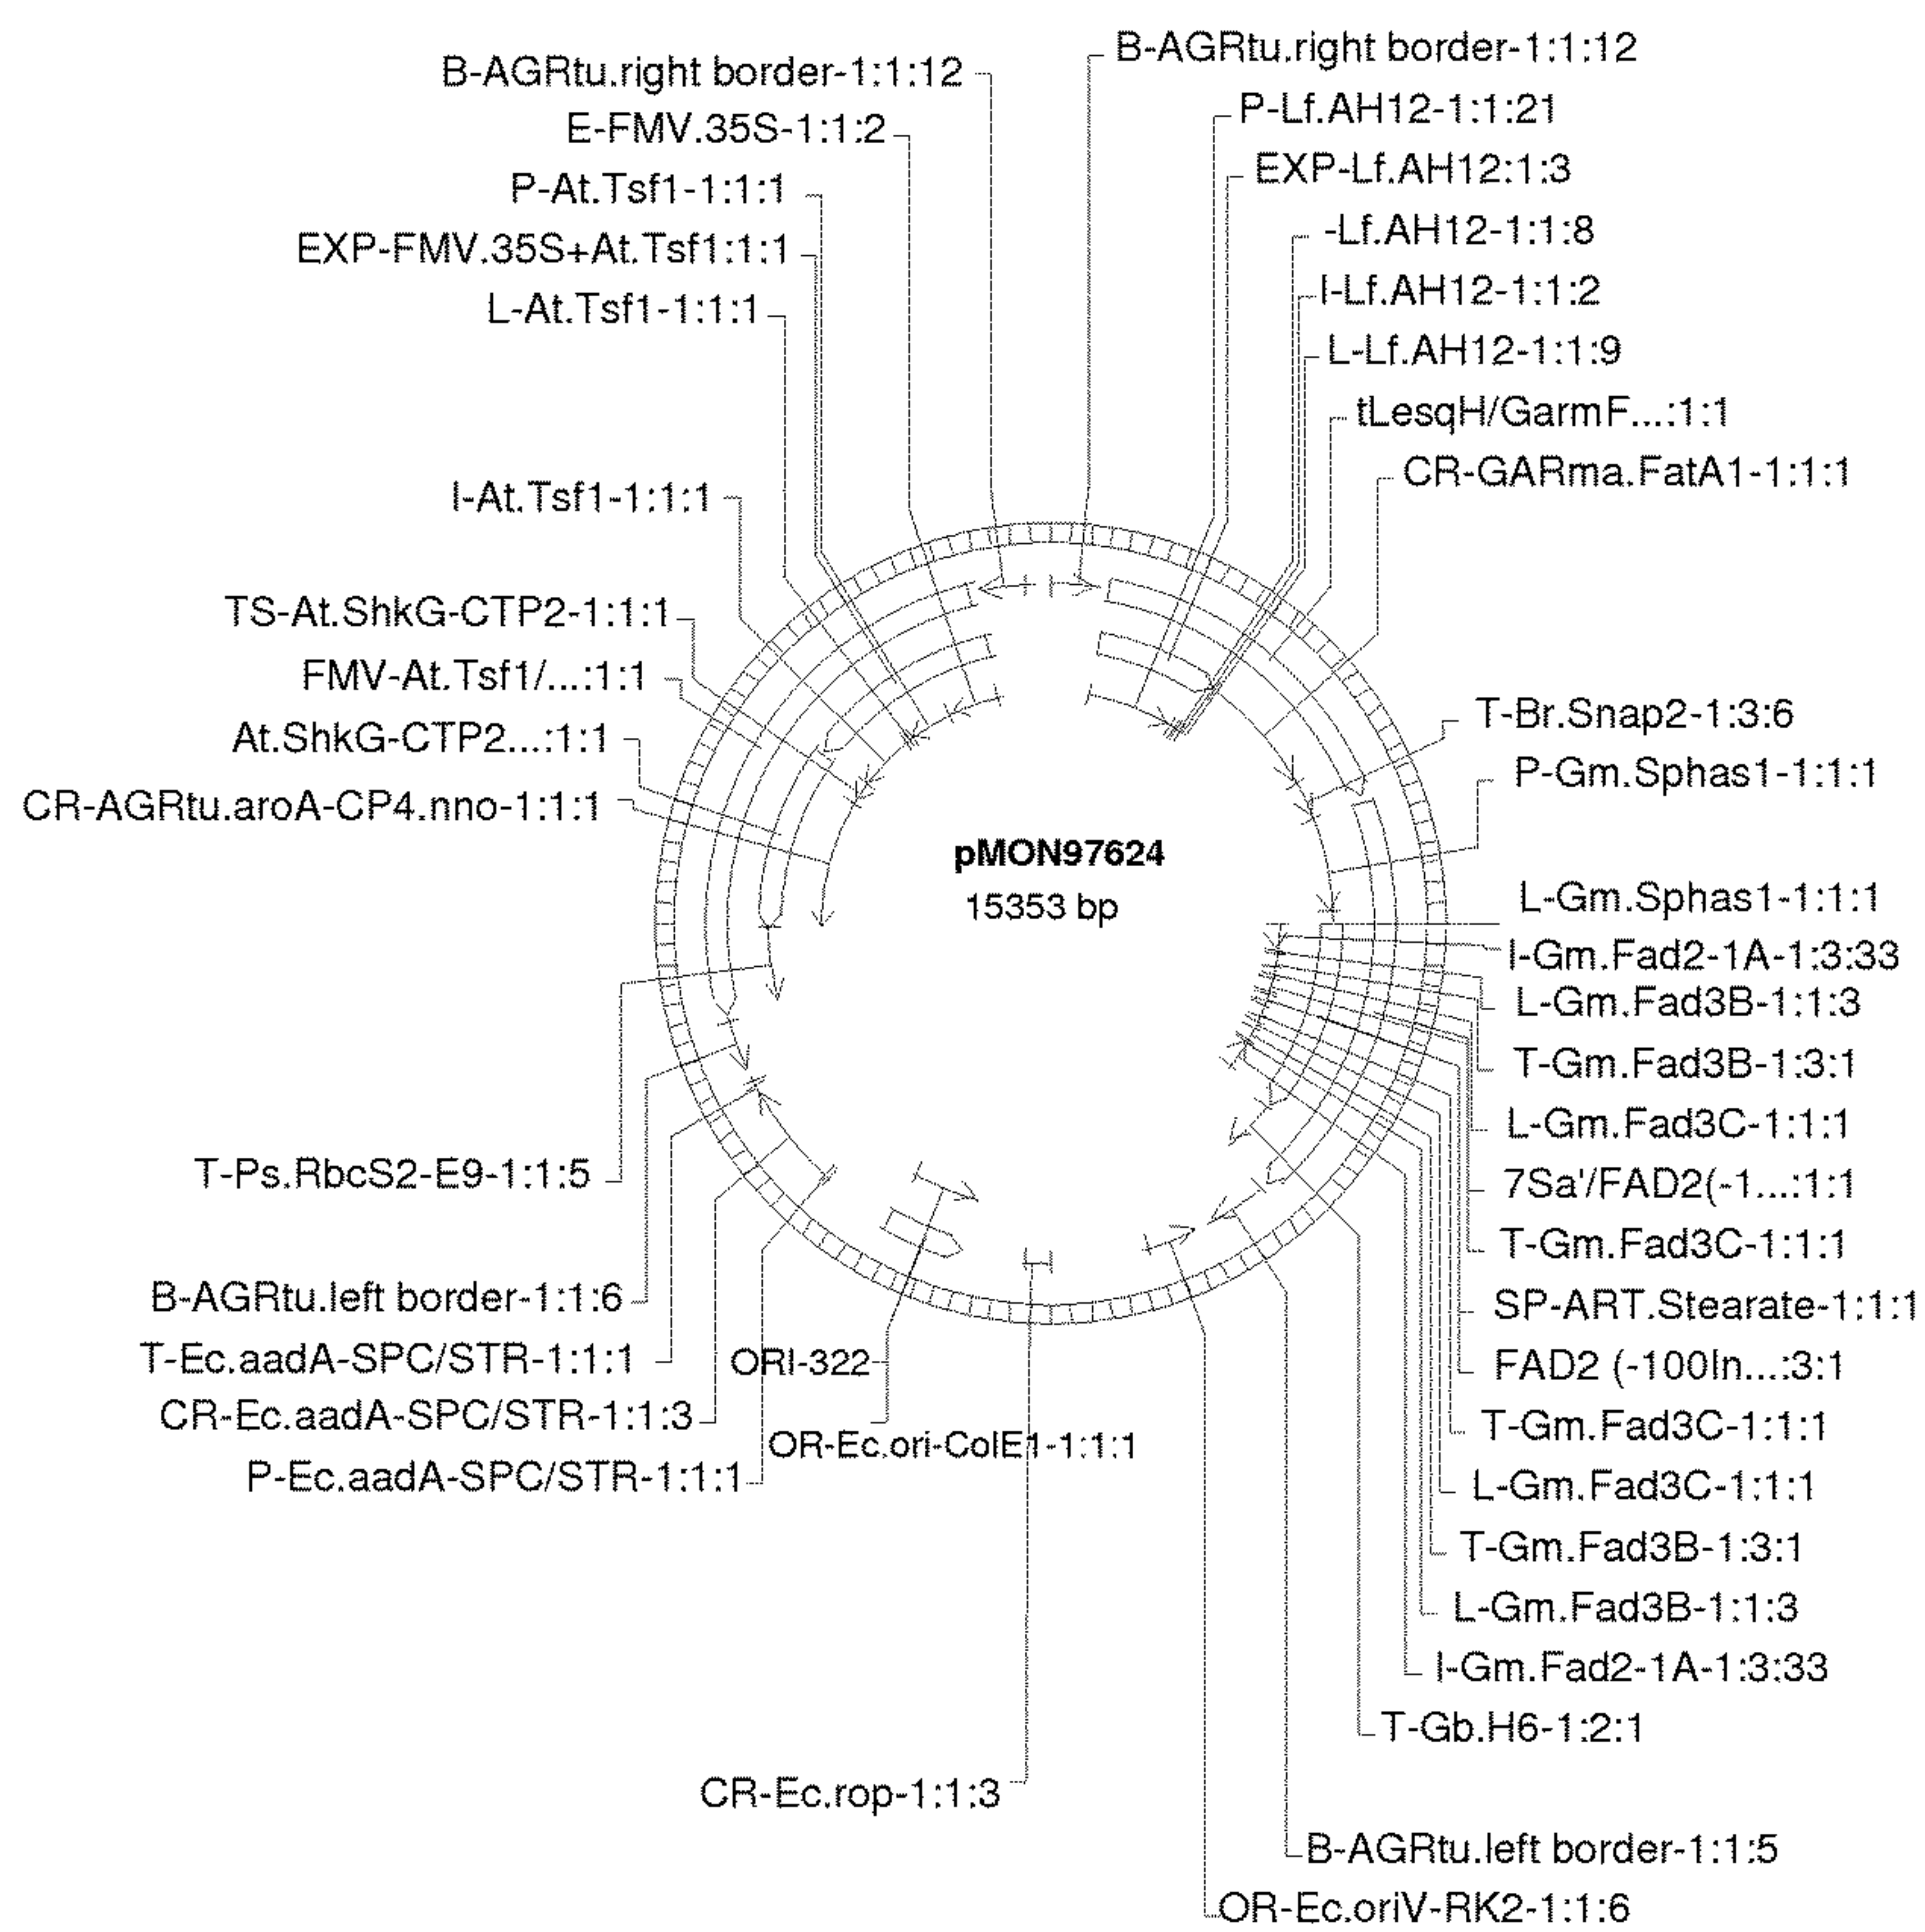 B-AGRtu.right border-1:1:12
E-FMV.35S-1:1:2
P-At.Tsf1-1:1:1
EXP-FMV.35S+At.Tsf1:1:1
L-At.Tsf1-1:1:1
I-At.Tsf1-1:1:1
TS-At.ShkG-CTP2-1:1:1
FMV-At.Tsf1/...:1:1
At.ShkG-CTP2...:1:1
CR-AGRtu.aroA-CP4.nno-1:1:1
T-Ps.RbcS2-E9-1:1:5
B-AGRtu.left border-1:1:6
T-Ec.aadA-SPC/STR-1:1:1
CR-Ec.aadA-SPC/STR-1:1:3
P-Ec.aadA-SPC/STR-1:1:1
pMON97624
15353 bp
ORI-322
OR-Ec.ori-ColE1-1:1:1
CR-Ec.rop-1:1:3
B-AGRtu.right border-1:1:12
P-Lf.AH12-1:1:21
EXP-Lf.AH12:1:3
-Lf.AH12-1:1:8
I-Lf.AH12-1:1:2
L-Lf.AH12-1:1:9
tLesqH/GarmF...:1:1
CR-GARma.FatA1-1:1:1
T-Br.Snap2-1:3:6
P-Gm.Sphas1-1:1:1
L-Gm.Sphas1-1:1:1
I-Gm.Fad2-1A-1:3:33
L-Gm.Fad3B-1:1:3
T-Gm.Fad3B-1:3:1
L-Gm.Fad3C-1:1:1
7Sa'/FAD2(-1...:1:1
T-Gm.Fad3C-1:1:1
SP-ART.Stearate-1:1:1
FAD2 (-100In...:3:1
T-Gm.Fad3C-1:1:1
L-Gm.Fad3C-1:1:1
T-Gm.Fad3B-1:3:1
L-Gm.Fad3B-1:1:3
I-Gm.Fad2-1A-1:3:33
T-Gb.H6-1:2:1
B-AGRtu.left border-1:1:5
OR-Ec.oriV-RK2-1:1:6